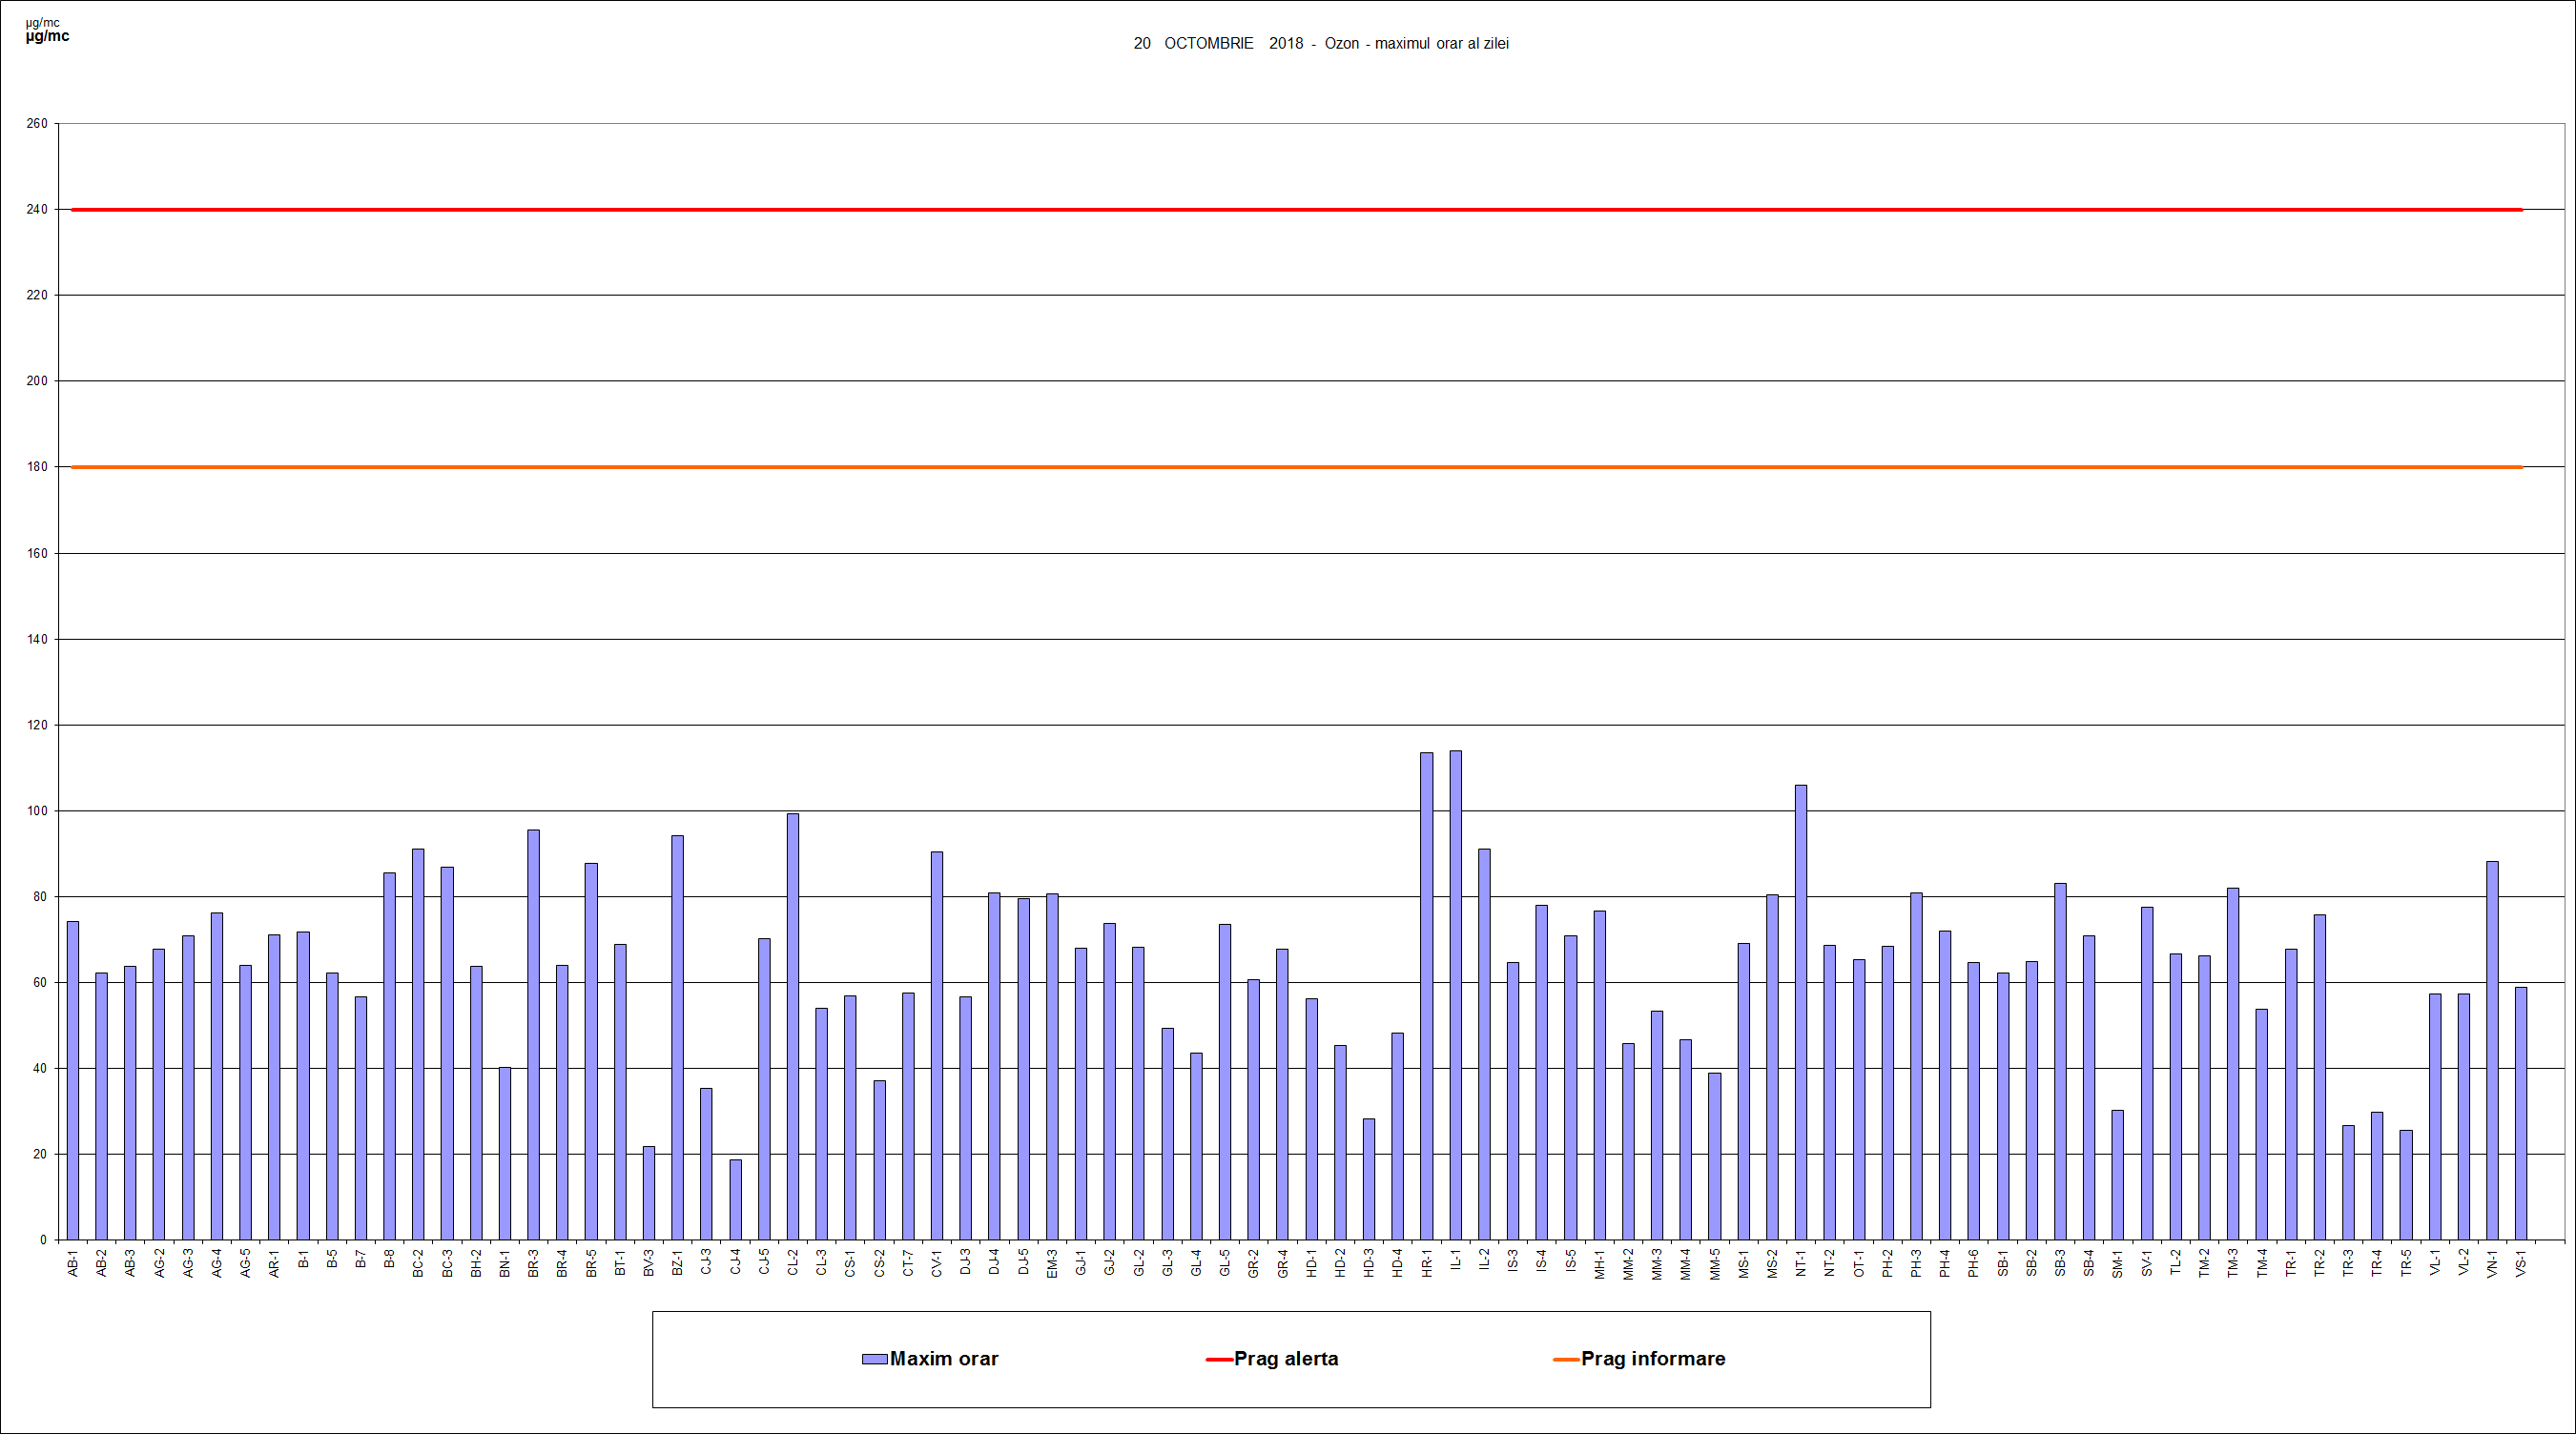 µg/mc
µg/mc
20 OCTOMBRIE 2018 - Ozon - maximul orar al zilei
260
240
220
200
180
160
140
120
100
80
60
40
20
0
AB-1 AB-2 AB-3 AG-2 AG-3 AG-4 AG-5 AR-1 B-1 B-5 B-7 B-8 BC-2 BC-3 BH-2 BN-1 BR-3 BR-4 BR-5 BT-1 BV-3 BZ-1 CJ-3 CJ-4 CJ-5 CL-2 CL-3 CS-1 CS-2 CT-7 CV-1 DJ-3 DJ-4 DJ-5 EM-3 GJ-1 GJ-2 GL-2 GL-3 GL-4 GL-5 GR-2 GR-4 HD-1 HD-2 HD-3 HD-4 HR-1 IL-1 IL-2 IS-3 IS-4 IS-5 MH-1 MM-2 MM-3 MM-4 MM-5 MS-1 MS-2 NT-1 NT-2 OT-1 PH-2 PH-3 PH-4 PH-6 SB-1 SB-2 SB-3 SB-4 SM-1 SV-1 TL-2 TM-2 TM-3 TM-4 TR-1 TR-2 TR-3 TR-4 TR-5 VL-1 VL-2 VN-1 VS-1
Maxim orar Prag alerta Prag informare